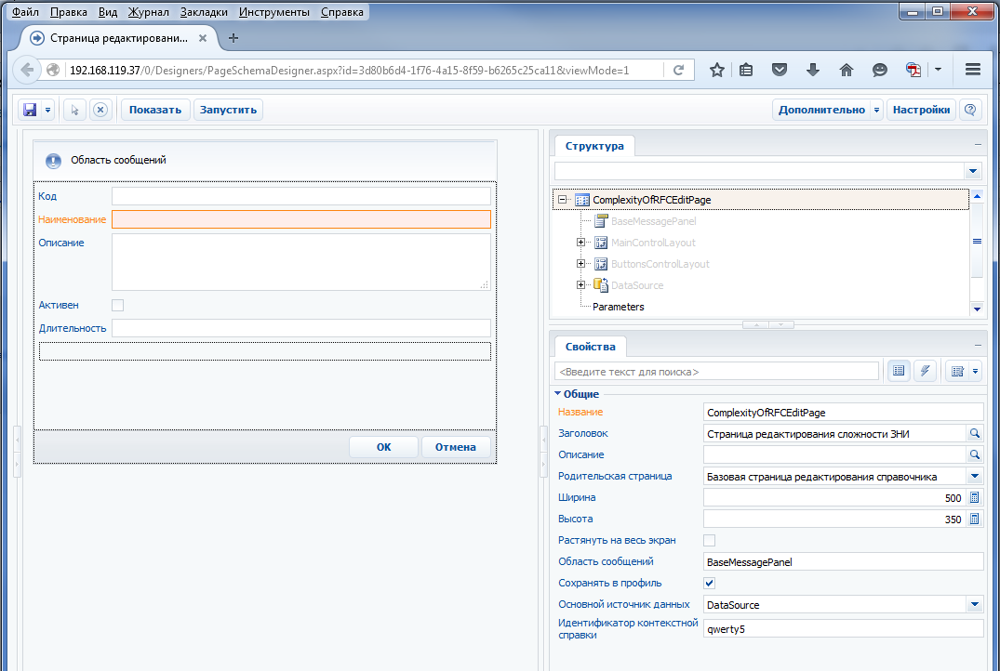 Файл Правка Вид Журнал Закладки Инструменты Справка
Страница редактировани...
192.168.119.37/0/Designers/PageSchemaDesigner.aspx?id=3d80b6d4-1f76-4a15-8f59-b6265c25ca11&viewMode=1
Показать Запустить Дополнительно Настройки
Область сообщений
Код
Наименование
Описание
Активен
Длительность
ОК Отмена
Структура
ComplexityOfRFCEditPage
BaseMessagePanel
MainControlLayout
ButtonsControlLayout
DataSource
Parameters
Свойства
<Введите текст для поиска>
Общие
Название ComplexityOfRFCEditPage
Заголовок Страница редактирования сложности ЗНИ
Описание
Родительская страница Базовая страница редактирования справочника
Ширина 500
Высота 350
Растянуть на весь экран
Область сообщений BaseMessagePanel
Сохранять в профиль
Основной источник данных DataSource
Идентификатор контекстной
справки qwerty5